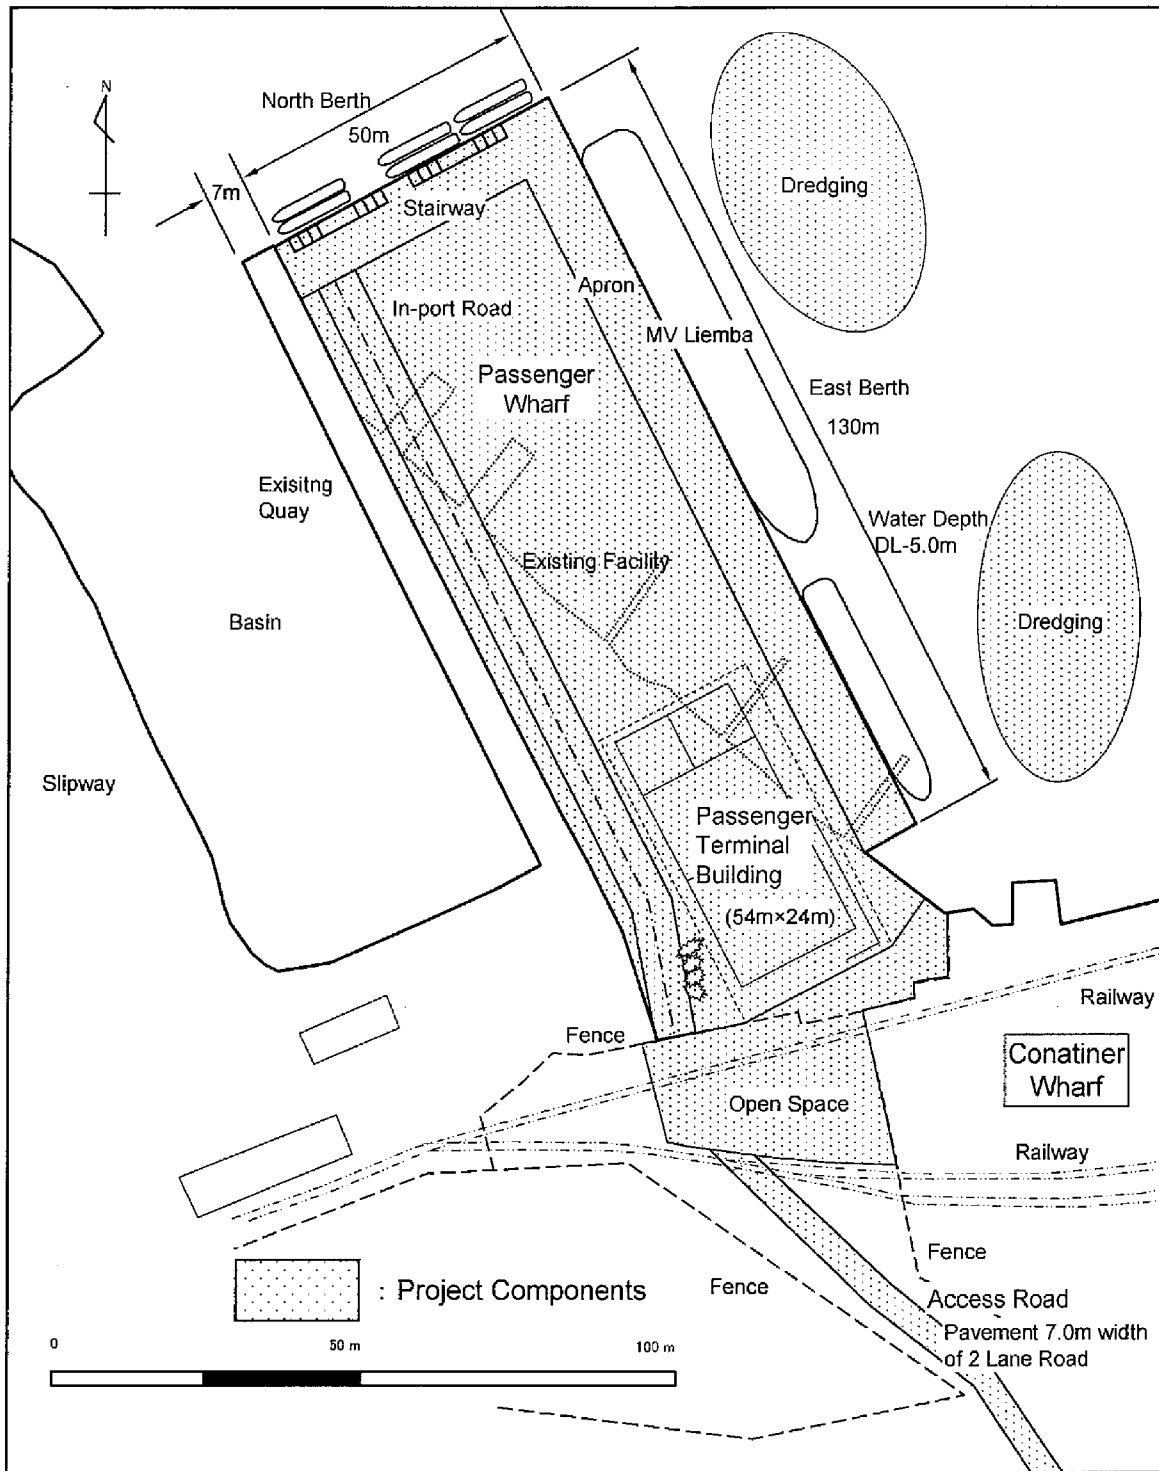 N
North Berth
50m
7m
Stairway
Dredging
In-port Road
Apron
MV Liemba
Passenger
Wharf
East Berth
130m
Exisitng
Quay
Water Depth
DL-5.0m
Existing Facility
Basin
Dredging
Slipway
Passenger
Terminal
Building
(54m×24m)
Railway
Fence
Conatiner
Wharf
Open Space
Railway
Fence
: Project Components
Fence
Access Road
Pavement 7.0m width
of 2 Lane Road
0
50 m
100 m